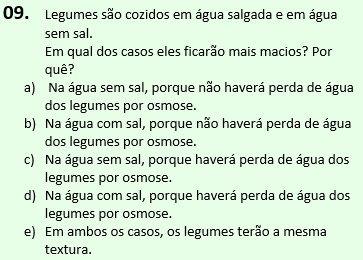 09. Legumes são cozidos em água salgada e em água
sem sal.
Em qual dos casos eles ficarão mais macios? Por
quê?
a) Na água sem sal, porque não haverá perda de água
dos legumes por osmose.
b) Na água com sal, porque não haverá perda de água
dos legumes por osmose.
c) Na água sem sal, porque haverá perda de água dos
legumes por osmose.
d) Na água com sal, porque haverá perda de água dos
legumes por osmose.
e) Em ambos os casos, os legumes terão a mesma
textura.